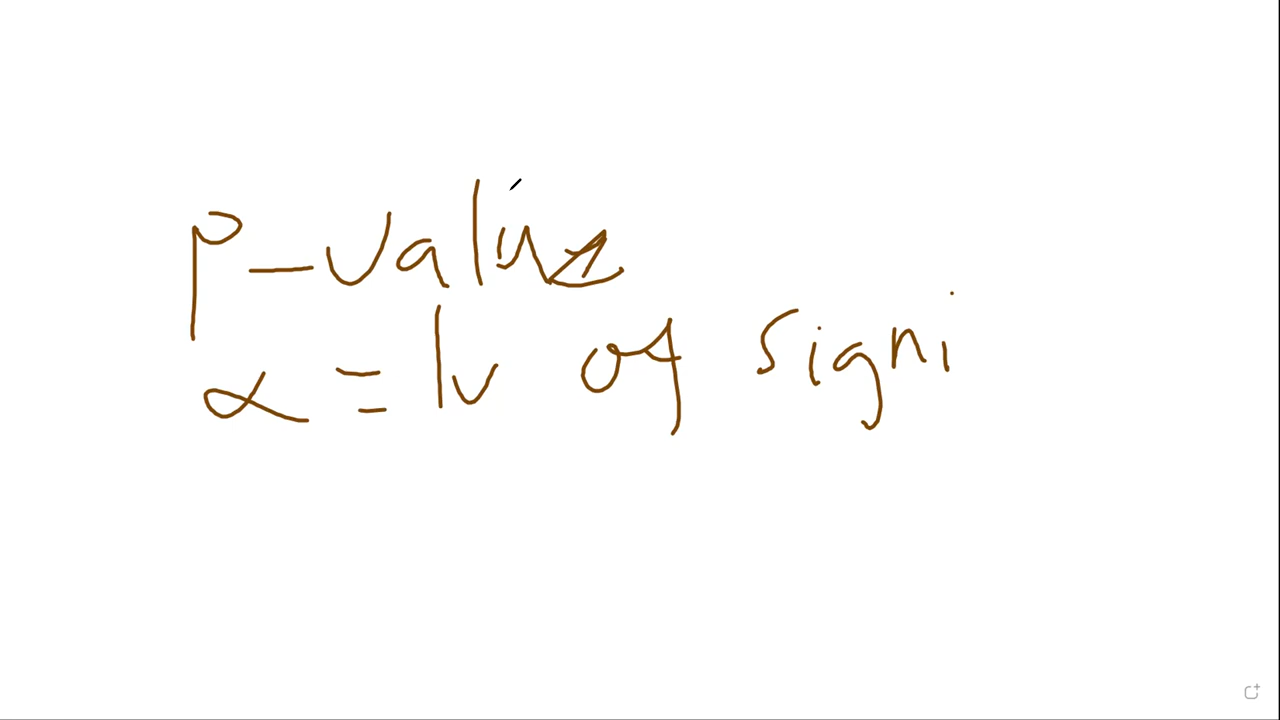 p-value
α = lv of signi